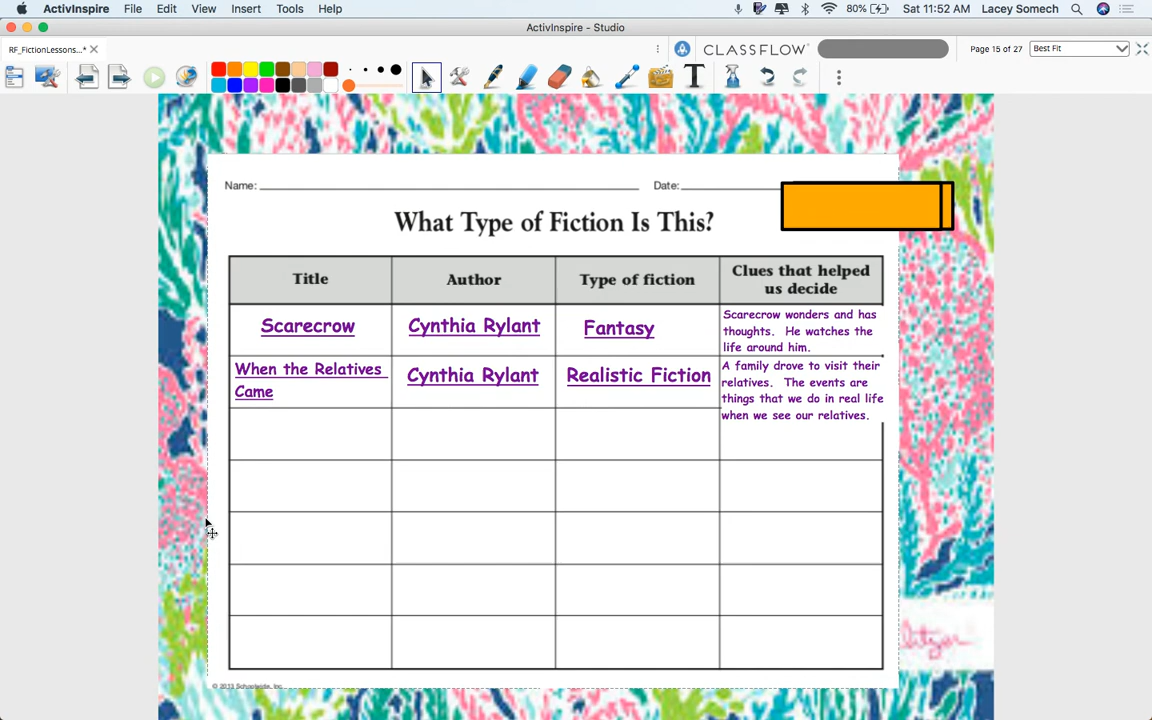 ActivInspire File Edit View Insert Tools Help 80% Sat 11:52 AM Lacey Somech
ActivInspire - Studio
RF_FictionLessons...* CLASSFLOW Page 15 of 27 Best Fit
T
Name: Date:
What Type of Fiction Is This?
Title Author Type of fiction Clues that helped
us decide
Scarecrow Cynthia Rylant Fantasy Scarecrow wonders and has
thoughts. He watches the
life around him.
When the Relatives
Came
Cynthia Rylant Realistic Fiction A family drove to visit their
relatives. The events are
things that we do in real life
when we see our relatives.
© 2013 Schoolwide, Inc.